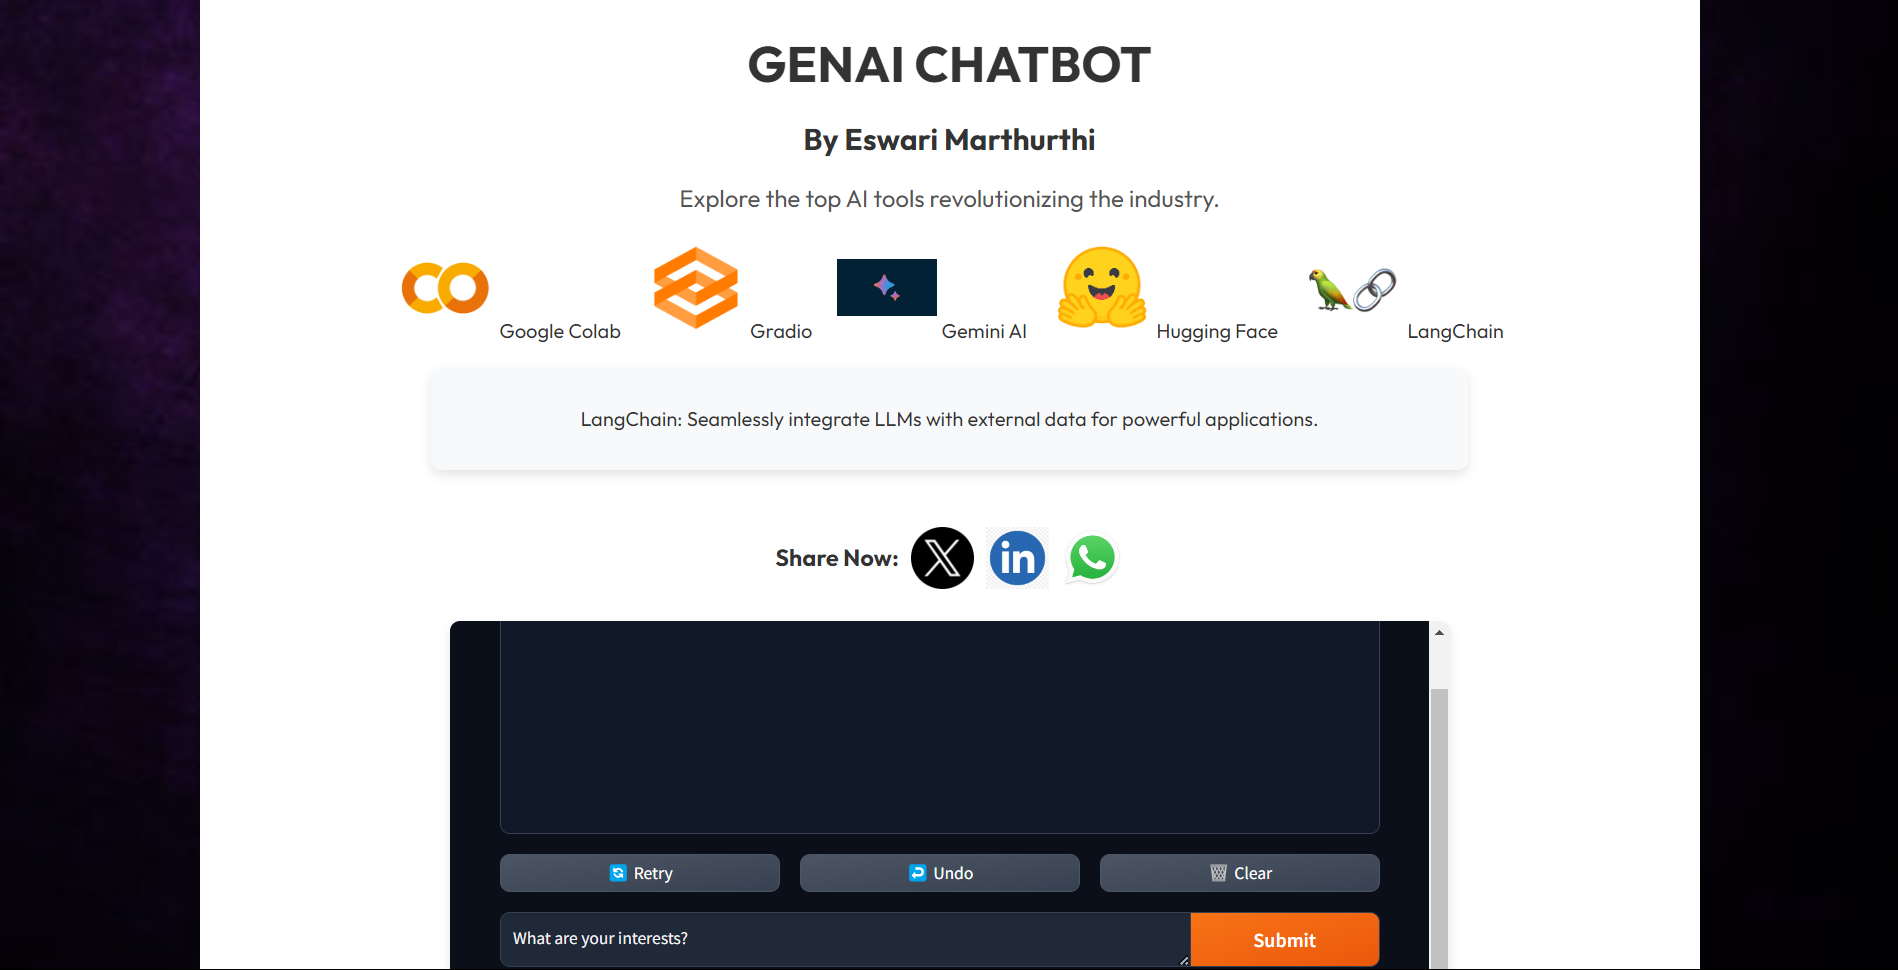 GENAI CHATBOT
By Eswari Marthurthi
Explore the top AI tools revolutionizing the industry.
Google Colab Gradio Gemini AI Hugging Face LangChain
LangChain: Seamlessly integrate LLMs with external data for powerful applications.
Share Now: X in
Retry Undo Clear
What are your interests? Submit